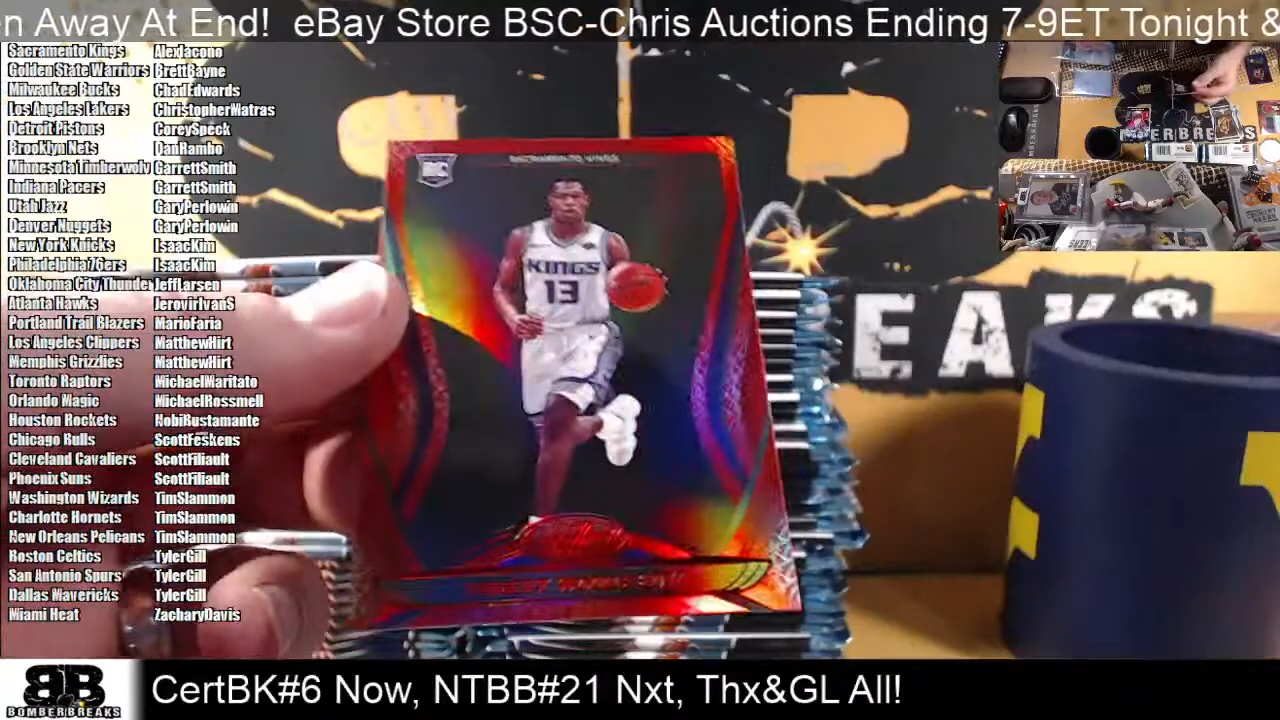 en Away At End!  eBay Store BSC-Chris Auctions Ending 7-9ET Tonight &
Sacramento Kings AlexIacono
Golden State Warriors BrettBayne
Milwaukee Bucks ChadEdwards
Los Angeles Lakers ChristopherMatras
Detroit Pistons CoreySpeck
Brooklyn Nets DanRambo
Minnesota Timberwolv GarrettSmith
Indiana Pacers GarrettSmith
Utah Jazz GaryPerlowin
Denver Nuggets GaryPerlowin
New York Knicks IsaacKim
Philadelphia 76ers IsaacKim
Oklahoma City Thunder JeffLarsen
Atlanta Hawks JerovirIvanS
Portland Trail Blazers MarioFaria
Los Angeles Clippers MatthewHirt
Memphis Grizzlies MatthewHirt
Toronto Raptors MichaelMaritato
Orlando Magic MichaelRossmell
Houston Rockets NobiBustamante
Chicago Bulls ScottFeskens
Cleveland Cavaliers ScottFiliault
Phoenix Suns ScottFiliault
Washington Wizards TimSlammon
Charlotte Hornets TimSlammon
New Orleans Pelicans TimSlammon
Boston Celtics TylerGill
San Antonio Spurs TylerGill
Dallas Mavericks TylerGill
Miami Heat ZacharyDavis
RC
KINGS
13
EAKS
BB
BOMBERBREAKS
CertBK#6 Now, NTBB#21 Nxt, Thx&GL All!